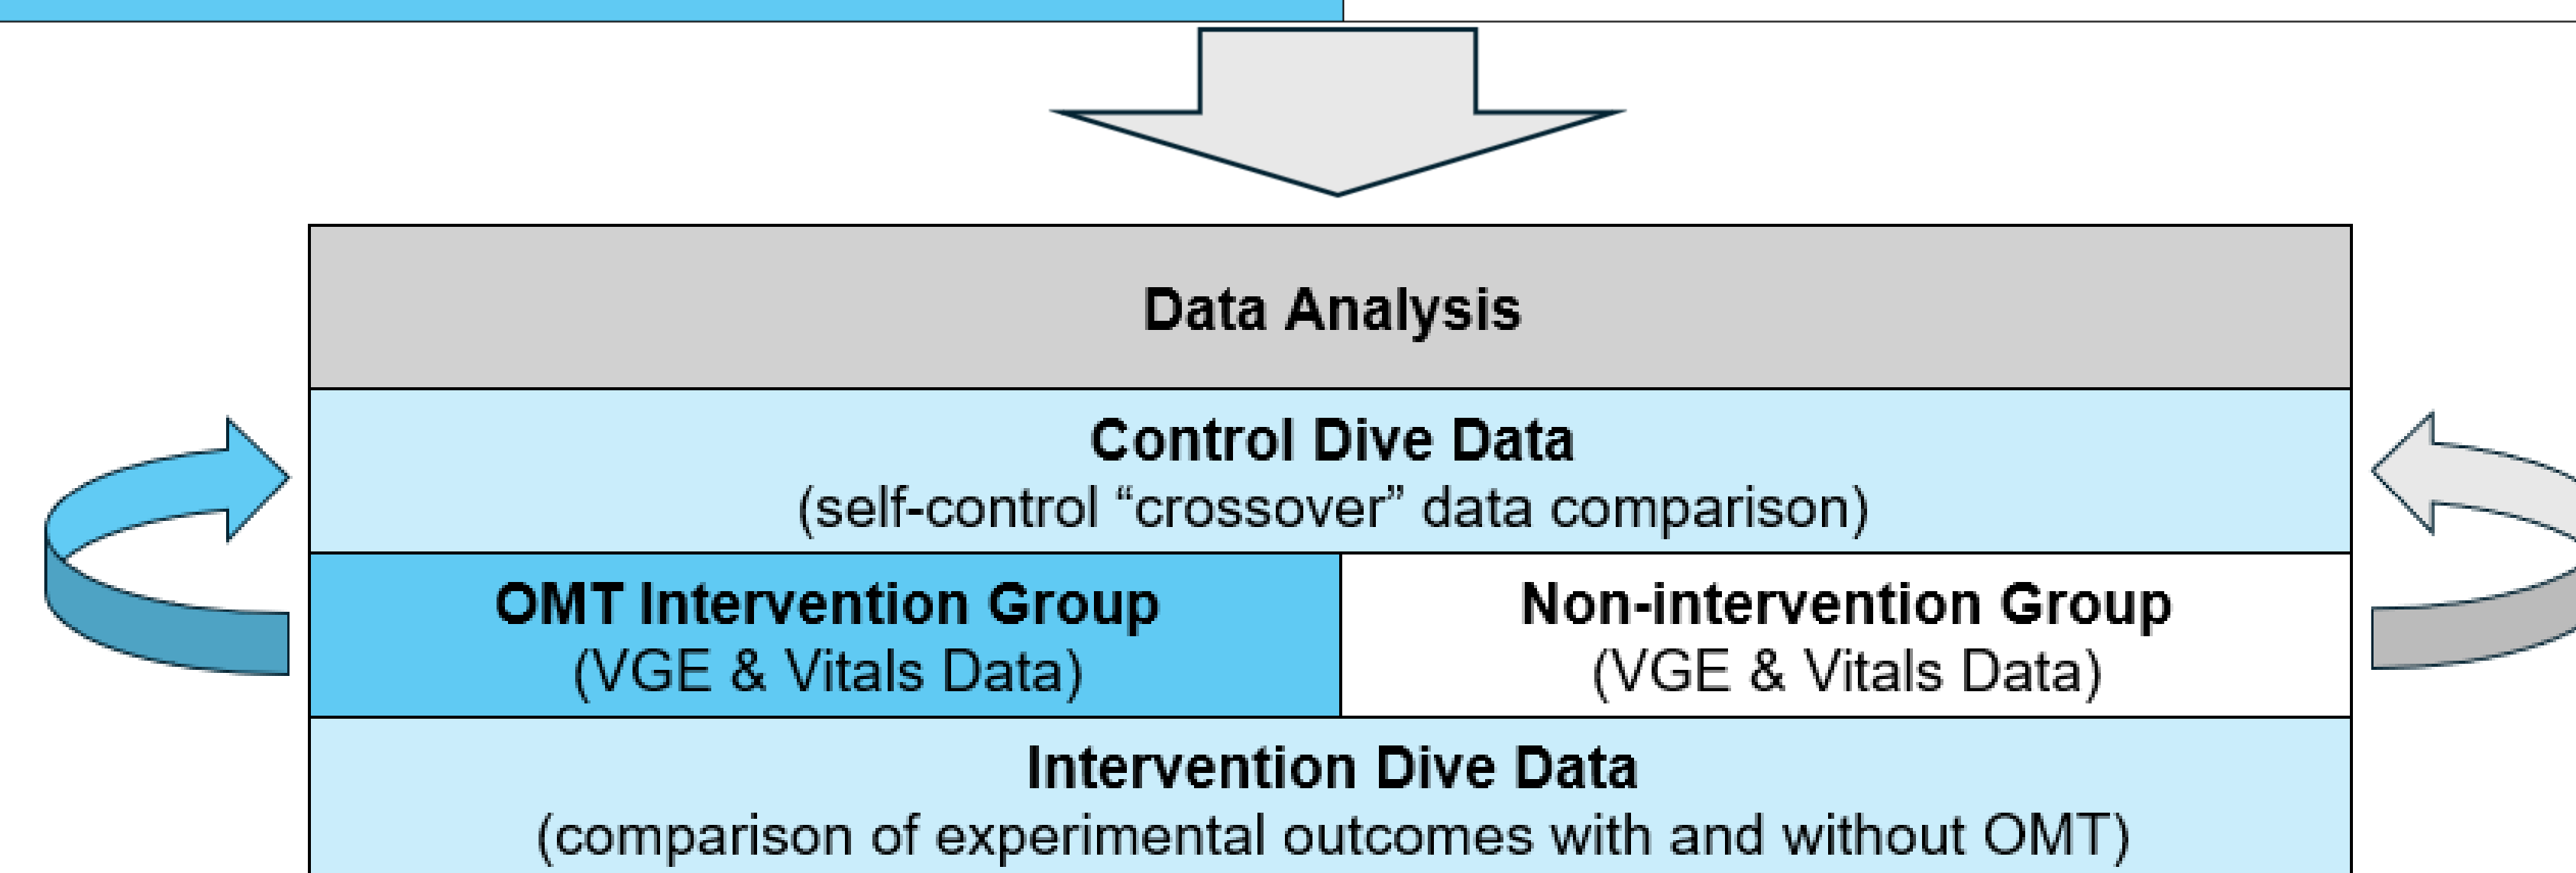 Data Analysis
Control Dive Data
(self-control “crossover” data comparison)
OMT Intervention Group
(VGE & Vitals Data)
Non-intervention Group
(VGE & Vitals Data)
Intervention Dive Data
(comparison of experimental outcomes with and without OMT)